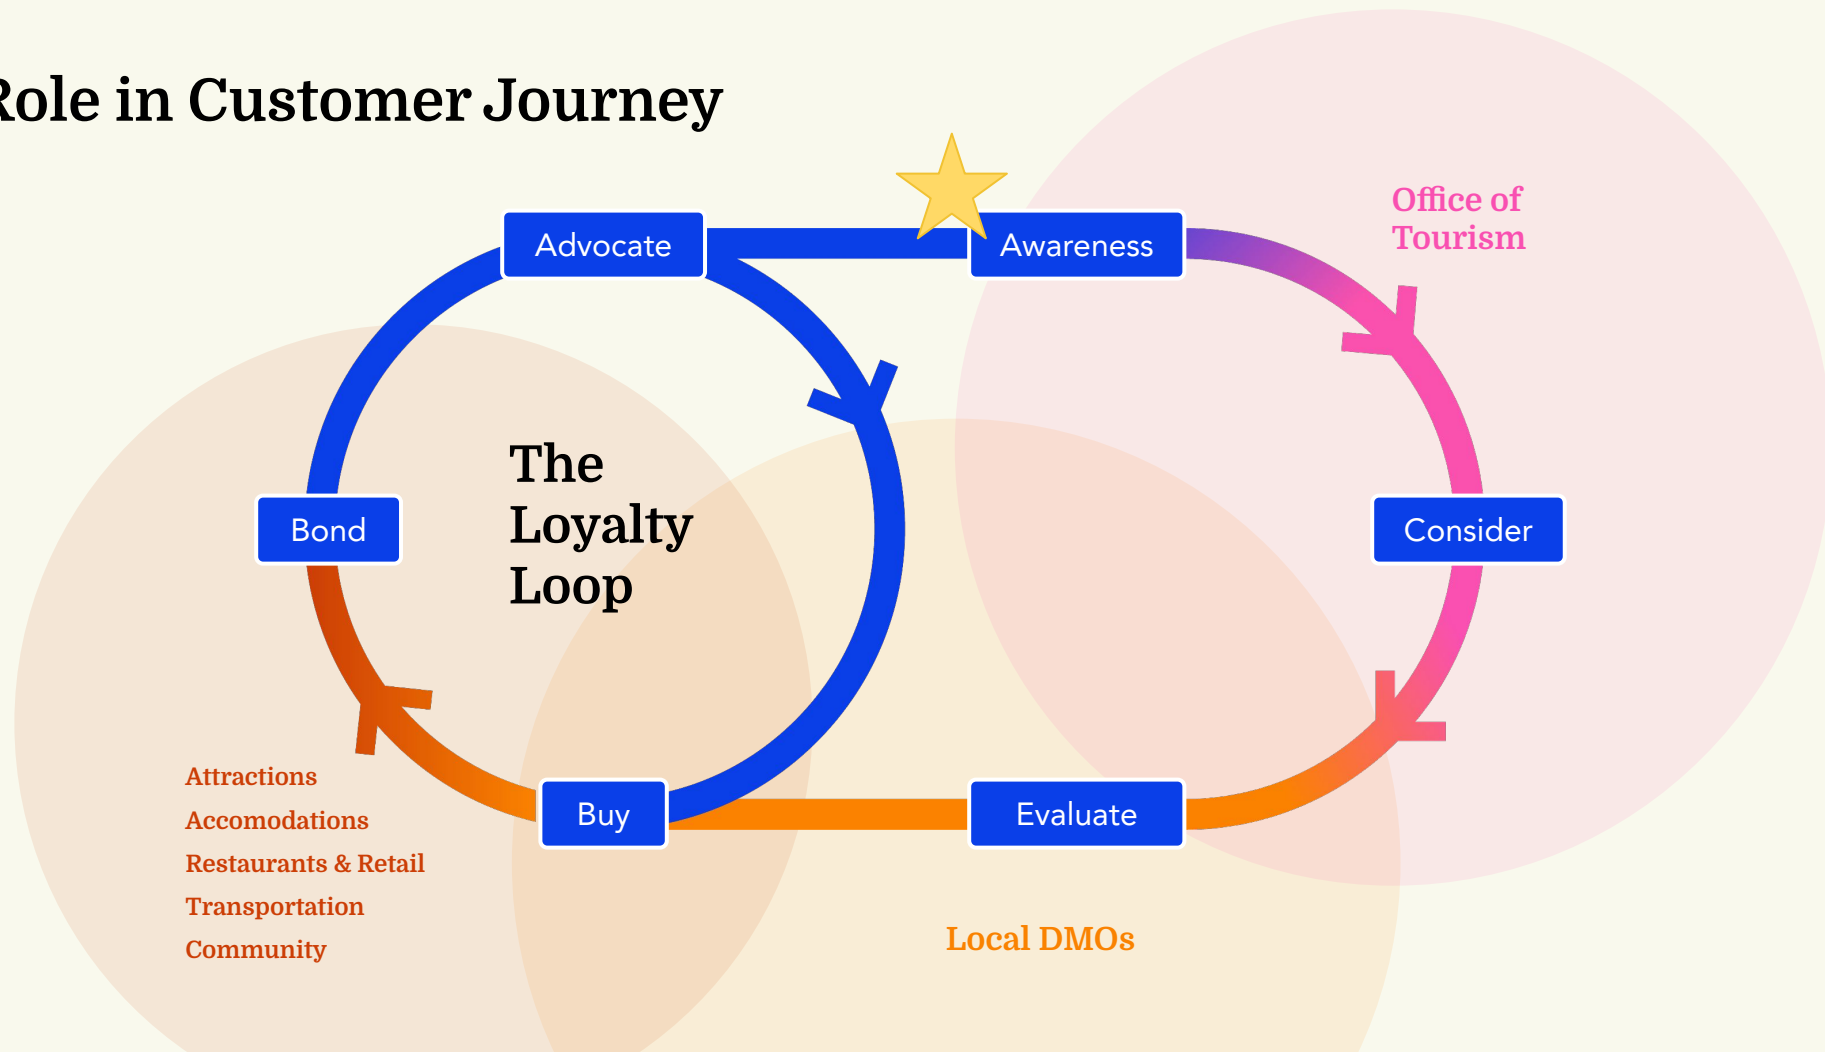 Role in Customer Journey
Office of
Tourism
Advocate
Awareness
The
Loyalty
Loop
Bond
Consider
Attractions
Accomodations
Restaurants & Retail
Transportation
Community
Buy
Evaluate
Local DMOs